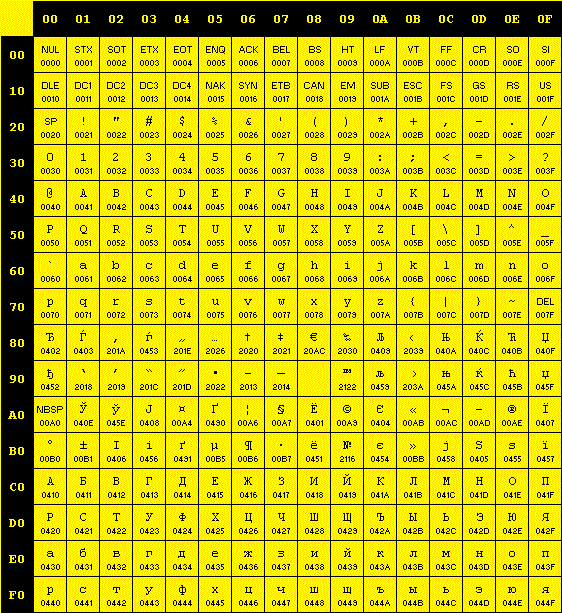 00 01 02 03 04 05 06 07 08 09 0A 0B 0C 0D 0E 0F
00 NUL STX SOT ETX EOT ENQ ACK BEL BS HT LF VT FF CR SO SI
0000 0001 0002 0003 0004 0005 0006 0007 0008 0009 000A 000B 000C 000D 000E 000F
10 DLE DC1 DC2 DC3 DC4 NAK SYN ETB CAN EM SUB ESC FS GS RS US
0010 0011 0012 0013 0014 0015 0016 0017 0018 0019 001A 001B 001C 001D 001E 001F
20 SP ! " # $ % & ' ( ) * + , - . /
0020 0021 0022 0023 0024 0025 0026 0027 0028 0029 002A 002B 002C 002D 002E 002F
30 0 1 2 3 4 5 6 7 8 9 : ; < = > ?
0030 0031 0032 0033 0034 0035 0036 0037 0038 0039 003A 003B 003C 003D 003E 003F
40 @ A B C D E F G H I J K L M N O
0040 0041 0042 0043 0044 0045 0046 0047 0048 0049 004A 004B 004C 004D 004E 004F
50 P Q R S T U V W X Y Z [ \ ] ^ _
0050 0051 0052 0053 0054 0055 0056 0057 0058 0059 005A 005B 005C 005D 005E 005F
60 ` a b c d e f g h i j k l m n o
0060 0061 0062 0063 0064 0065 0066 0067 0068 0069 006A 006B 006C 006D 006E 006F
70 p q r s t u v w x y z { | } ~ DEL
0070 0071 0072 0073 0074 0075 0076 0077 0078 0079 007A 007B 007C 007D 007E 007F
80 Ђ Ѓ ‚ ѓ „ … † ‡ € ‰ Љ ‹ Њ Ќ Ћ Џ
0402 0403 201A 0453 201E 2026 2020 2021 20AC 2030 0409 2039 040A 040C 040B 040F
90 ђ ‘ ’ “ ” • – — ™ љ › њ ќ ћ џ
0452 2018 2019 201C 201D 2022 2013 2014 2122 0459 203A 045A 045C 045B 045F
A0 NBSP Ў ў Ј ¤ Ґ ¦ § Ё © Є « ¬ - ® Ї
00A0 040E 045E 0408 00A4 0490 00A6 00A7 0401 00A9 0404 00AB 00AC 00AD 00AE 0407
B0 ° ± І і ґ µ ¶ · ё № є » ј Ѕ ѕ ї
00B0 00B1 0406 0456 0491 00B5 00B6 00B7 0451 2116 0454 00BB 0458 0405 0455 0457
C0 А Б В Г Д Е Ж З И Й К Л М Н О П
0410 0411 0412 0413 0414 0415 0416 0417 0418 0419 041A 041B 041C 041D 041E 041F
D0 Р С Т У Ф Х Ц Ч Ш Щ Ъ Ы Ь Э Ю Я
0420 0421 0422 0423 0424 0425 0426 0427 0428 0429 042A 042B 042C 042D 042E 042F
E0 а б в г д е ж з и й к л м н о п
0430 0431 0432 0433 0434 0435 0436 0437 0438 0439 043A 043B 043C 043D 043E 043F
F0 р с т у ф х ц ч ш щ ъ ы ь э ю я
0440 0441 0442 0443 0444 0445 0446 0447 0448 0449 044A 044B 044C 044D 044E 044F